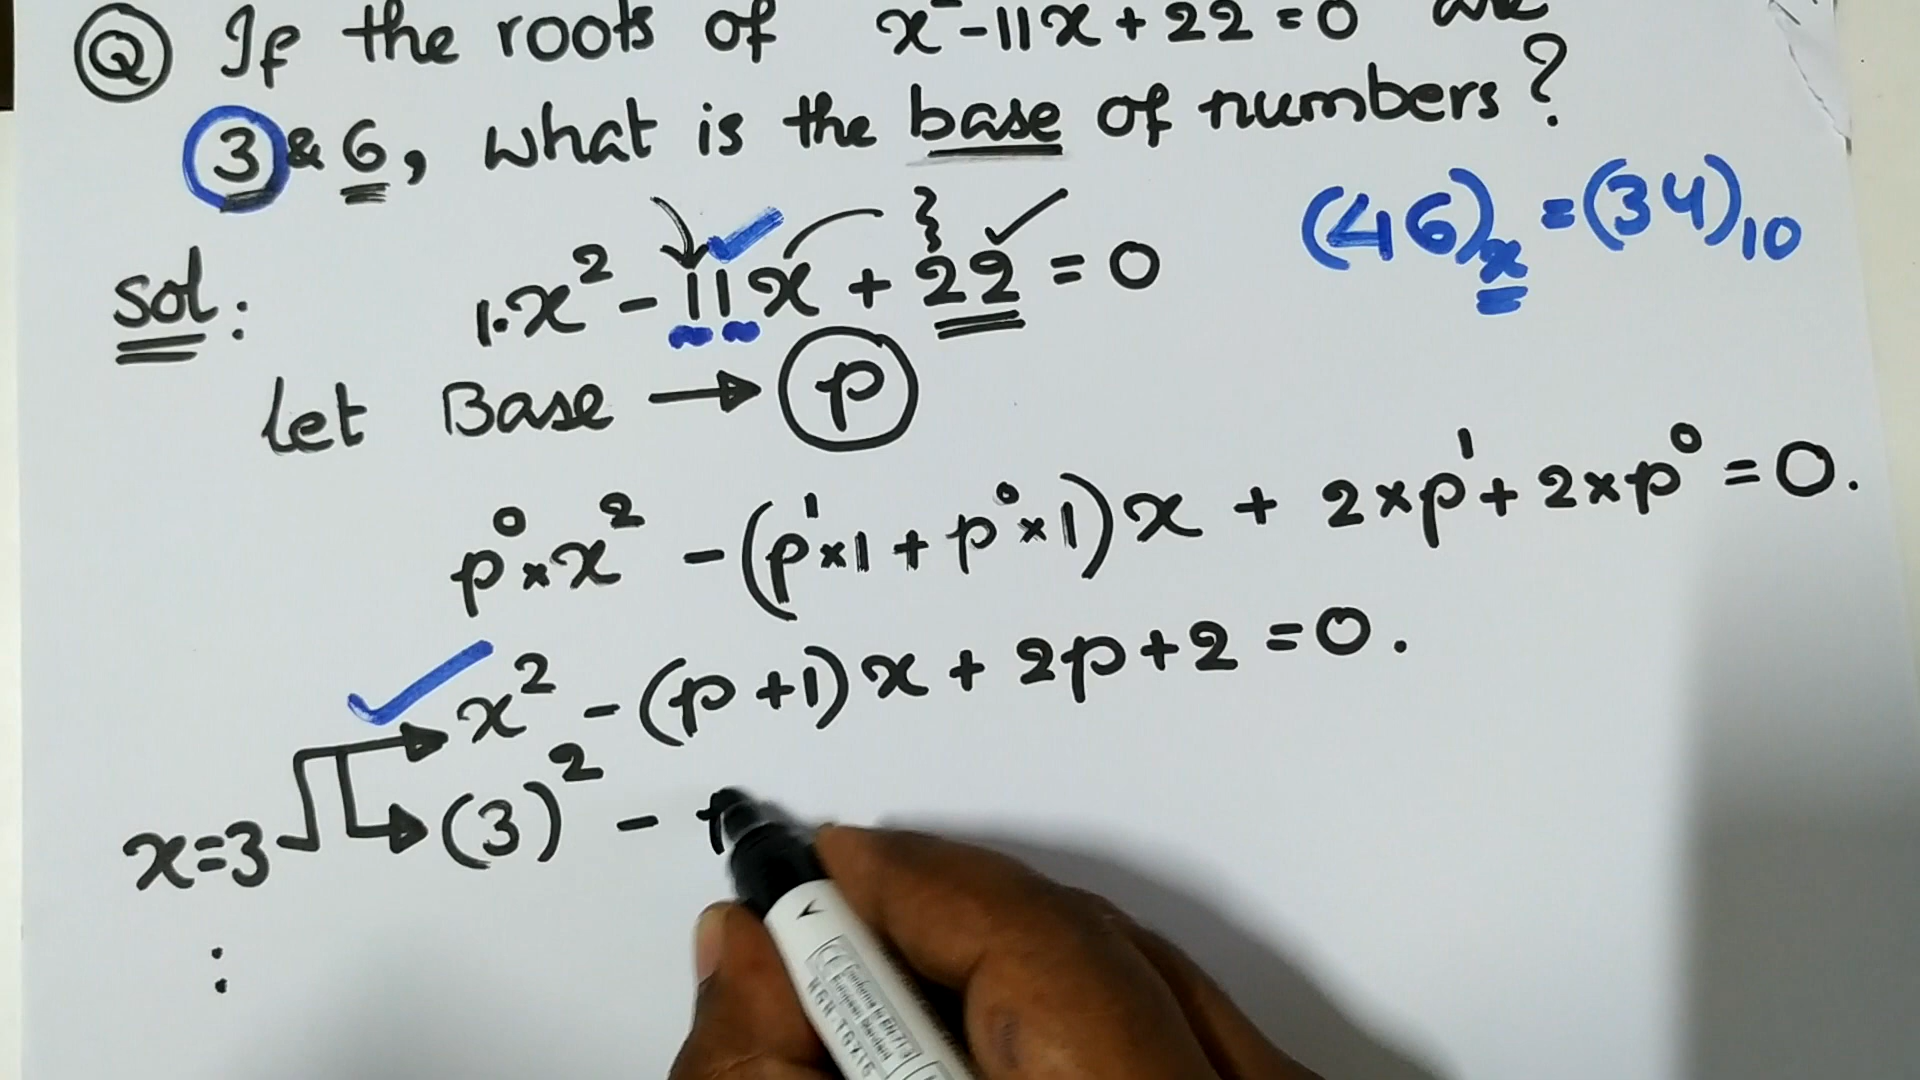 Q If the roots of x²-11x+22=0 are
3 & 6, what is the base of numbers?
(46)x = (34)10
Sol: 1.x² - 11x + 22 = 0
Let Base → p
p⁰×x² - (p¹×1 + p⁰×1)x + 2×p¹ + 2×p⁰ = 0.
x² - (p+1)x + 2p+2 = 0.
x=3 (3)² -
: